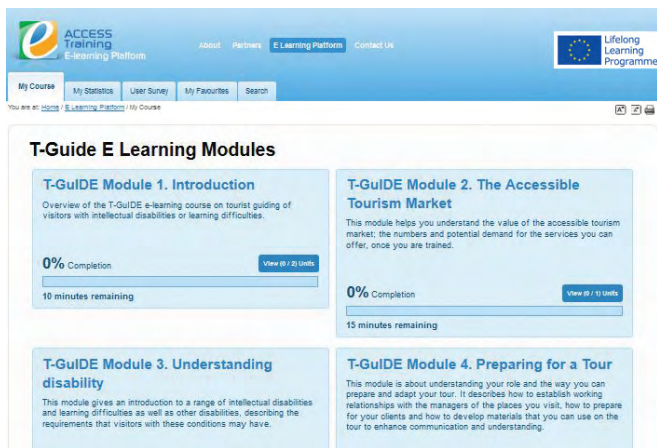 ACCESS
Training
E-learning Platform
About Partners E Learning Platform Contact Us
Lifelong
Learning
Programme
My Course My Statistics User Survey My Favourites Search
You are at: Home / E Learning Platform / My Course
T-Guide E Learning Modules
T-GuIDE Module 1. Introduction
Overview of the T-GuIDE e-learning course on tourist guiding of
visitors with intellectual disabilities or learning difficulties.
0% Completion
View (0 / 2) Units
10 minutes remaining
T-GuIDE Module 2. The Accessible
Tourism Market
This module helps you understand the value of the accessible tourism
market; the numbers and potential demand for the services you can
offer, once you are trained.
0% Completion
View (0 / 1) Units
15 minutes remaining
T-GuIDE Module 3. Understanding
disability
This module gives an introduction to a range of intellectual disabilities
and learning difficulties as well as other disabilities, describing the
requirements that visitors with these conditions may have.
T-GuIDE Module 4. Preparing for a Tour
This module is about understanding your role and the way you can
prepare and adapt your tour. It describes how to establish working
relationships with the managers of the places you visit, how to prepare
for your clients and how to develop materials that you can use on the
tour to enhance communication and understanding.